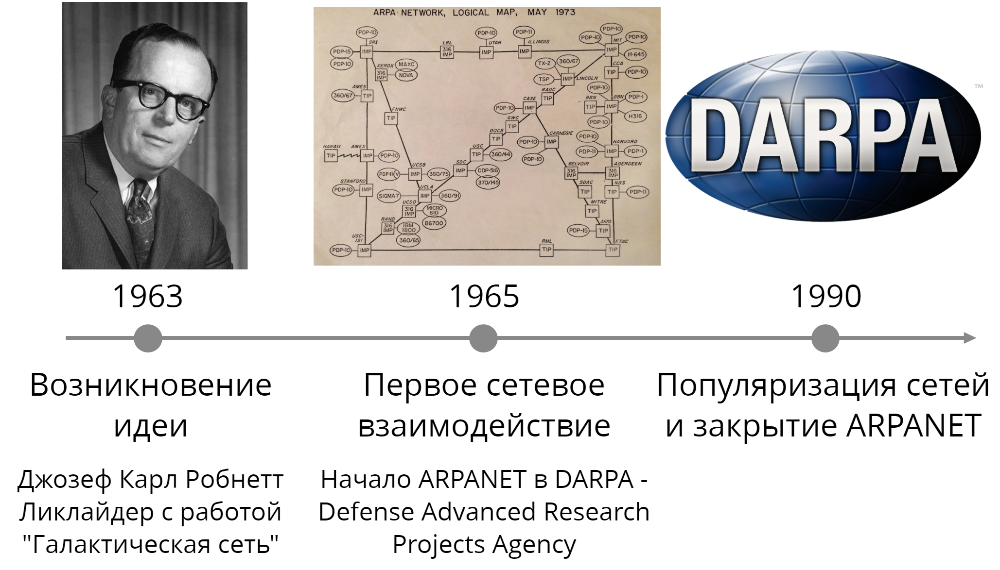 ARPA NETWORK, LOGICAL MAP, MAY 1973
PDP-10
SRI
IMP
PDP-15
PDP-10
LBL
316
IMP
PDP-10
UTAH
IMP
PDP-11
ILLINOIS
IMP
PDP-10
PDP-10
PDP-10
MIT
IMP
H-645
CCA
TIP
PDP-10
XEROX
316
IMP
MAXC
NOVA
TX-2
360/67
TSP
IMP
LINCOLN
RADC
TIP
AMES
360/67
TIP
FNWC
TIP
CASE
PDP-10
IMP
GWC
TIP
DOCB
TIP
PDP-10
BBN
TIP
BBN
IMP
PDP-1
H316
PDP-10
CARNEGIE
PDP-10
IMP
PDP-10
PDP-10
HARVARD
PDP-11
IMP
PDP-1
HAWAII
TIP
AMES
IMP
PDP-10
USC
TIP
360/44
SDC
IMP
DDP-516
370/145
UCSB
PDP-11
V
IMP
360/75
BELVOIR
316
IMP
ABERDEEN
316
IMP
STANFORD
PDP-10
IMP
UCLA
SIGMA7
IMP
360/91
SDAC
TIP
NBS
TIP
PDP-11
UCSD
316
IMP
MICRO
810
B6700
MITRE
TIP
RAND
316
IMP
IBM
1800
360/65
ARPA
PDP-15
TIP
USC-
ISI
PDP-10
IMP
RML
TIP
ETAC
TIP
DARPA
TM
1963
1965
1990
Возникновение
идеи
Первое сетевое
взаимодействие
Популяризация сетей
и закрытие ARPANET
Джозеф Карл Робнетт
Ликлайдер с работой
"Галактическая сеть"
Начало ARPANET в DARPA -
Defense Advanced Research
Projects Agency